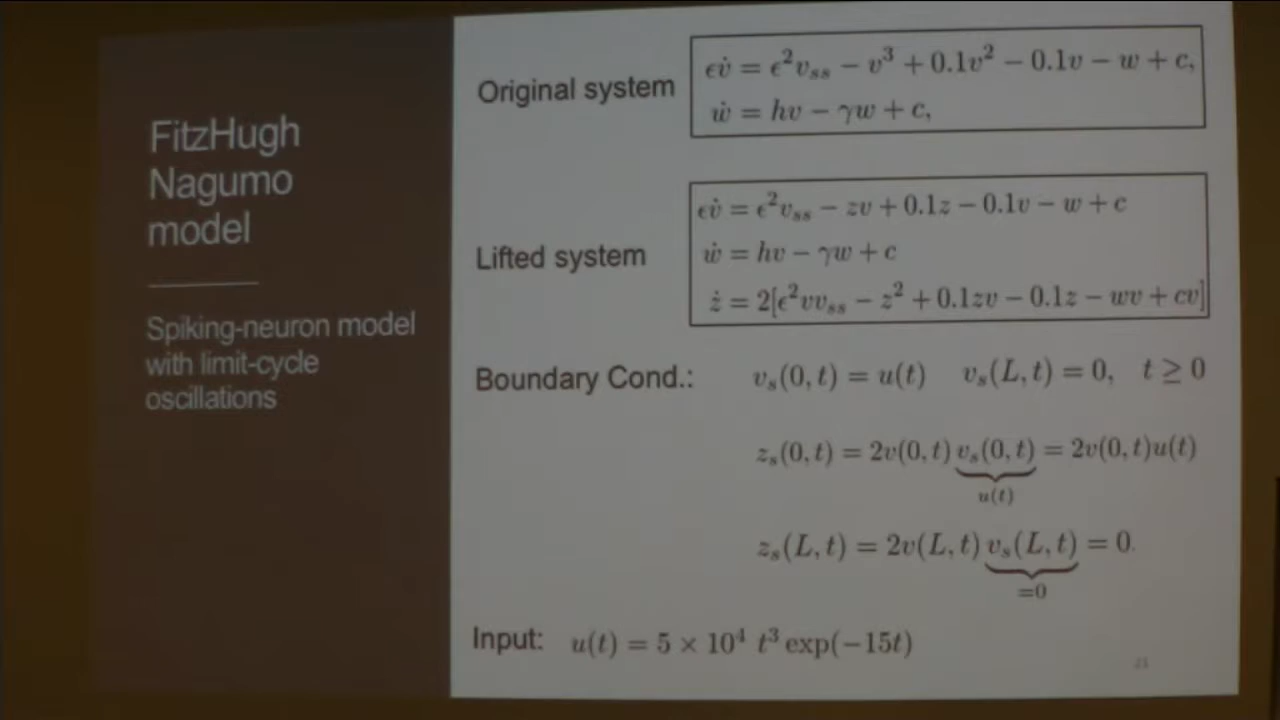 FitzHugh
Nagumo
model
Spiking-neuron model
with limit-cycle
oscillations
Original system
ϵv̇ = ϵ²v_ss − v³ + 0.1v² − 0.1v − w + c,
ẇ = hv − γw + c,
Lifted system
ϵv̇ = ϵ²v_ss − zv + 0.1z − 0.1v − w + c
ẇ = hv − γw + c
ż = 2[ϵ²vv_ss − z² + 0.1zv − 0.1z − wv + cv]
Boundary Cond.: v_s(0, t) = u(t) v_s(L, t) = 0, t ≥ 0
z_s(0, t) = 2v(0, t) v_s(0, t) = 2v(0, t)u(t)
u(t)
z_s(L, t) = 2v(L, t) v_s(L, t) = 0.
=0
Input: u(t) = 5 × 10⁴ t³ exp(−15t)